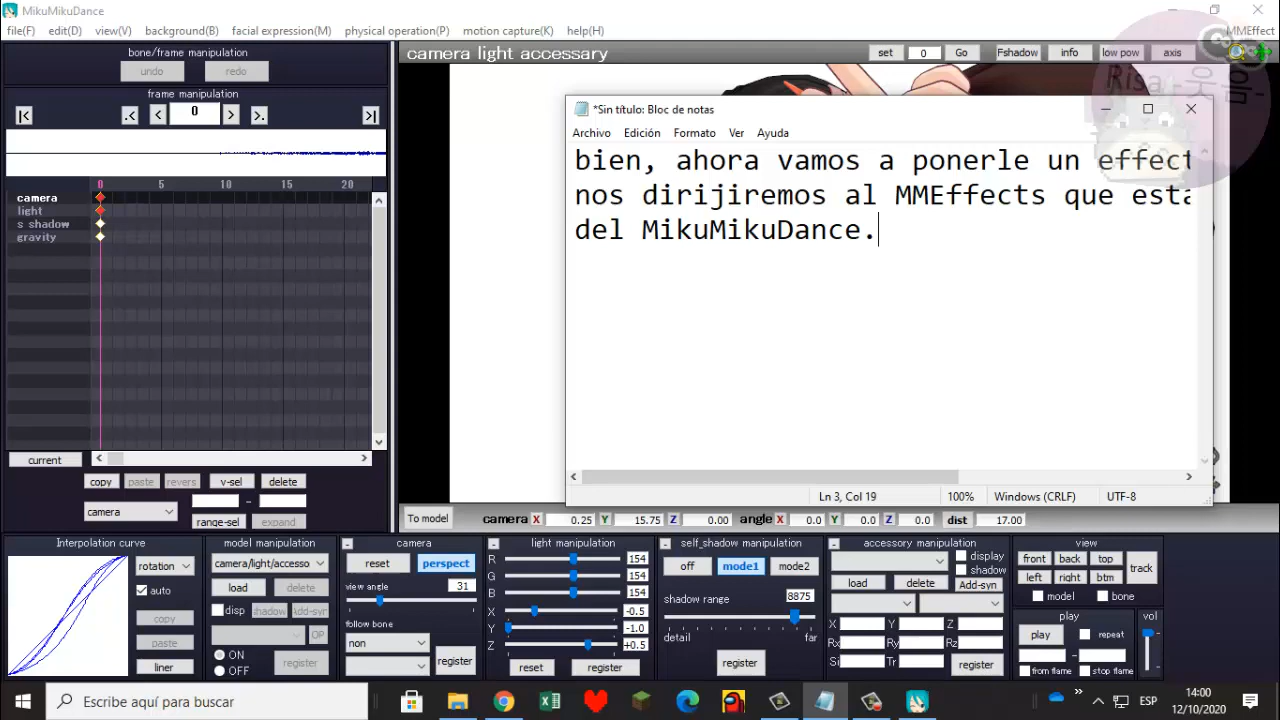 MikuMikuDance
file(F) edit(D) view(V) background(B) facial expression(M) physical operation(P) motion capture(K) help(H) MMEffect
bone/frame manipulation
undo redo
frame manipulation
|< .< < 0 > >. >|
0 5 10 15 20
camera
light
s shadow
gravity
current
copy paste revers v-sel delete
camera -
range-sel expand
camera light accessary set 0 Go Fshadow info low pow axis
Risa!
*Sin título: Bloc de notas
Archivo Edición Formato Ver Ayuda
bien, ahora vamos a ponerle un effect
nos dirijiremos al MMEffects que esta
del MikuMikuDance.
Ln 3, Col 19 100% Windows (CRLF) UTF-8
To model camera X 0.25 Y 15.75 Z 0.00 angle X 0.0 Y 0.0 Z 0.0 dist 17.00
Interpolation curve
rotation
auto
copy
paste
liner
model manipulation
camera/light/accesso
load delete
disp shadow Add-syn
OP
ON
OFF
register
camera
reset perspect
view angle 31
follow bone
non
register
light manipulation
R 154
G 154
B 154
X -0.5
Y -1.0
Z +0.5
reset register
self_shadow manipulation
off mode1 mode2
shadow range 8875
detail far
register
accessory manipulation
display
shadow
load delete Add-syn
X Y Z
Rx Ry Rz
Si Tr register
view
front back top
left right btm
track
model bone
play
play repeat
-
from flame stop flame
vol
Escribe aquí para buscar
ESP
14:00
12/10/2020